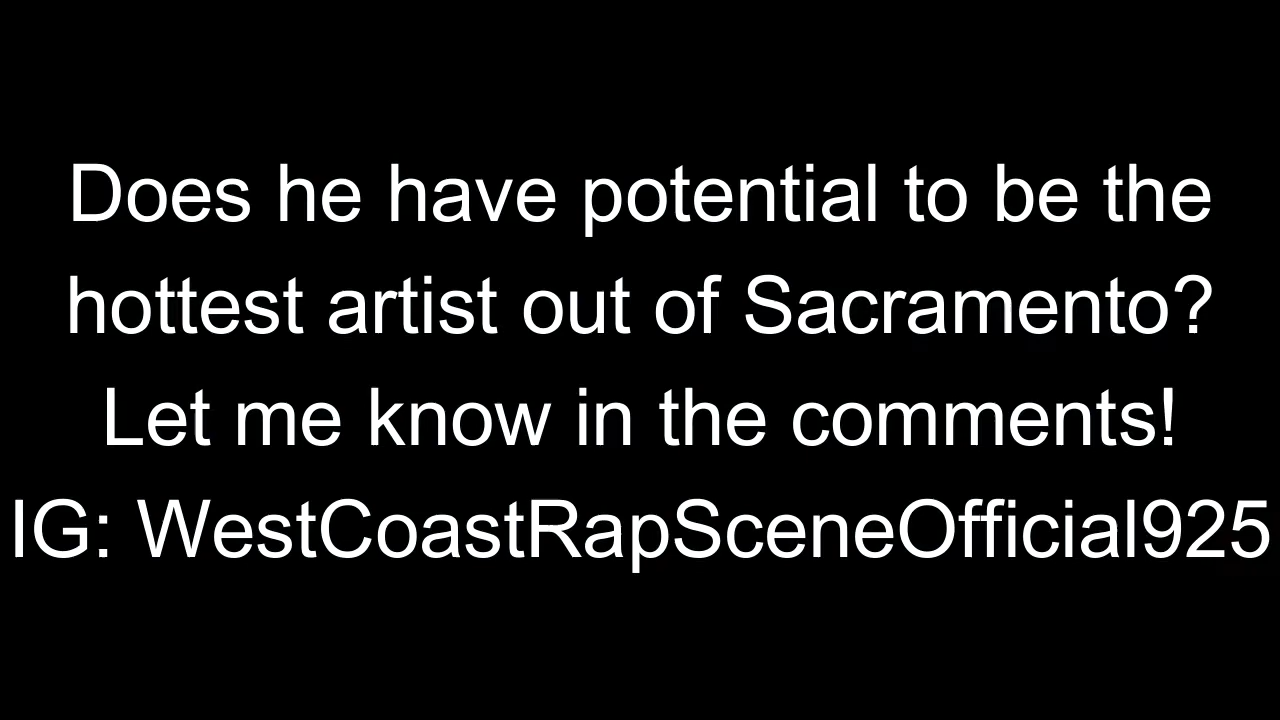 Does he have potential to be the
hottest artist out of Sacramento?
Let me know in the comments!
IG: WestCoastRapSceneOfficial925